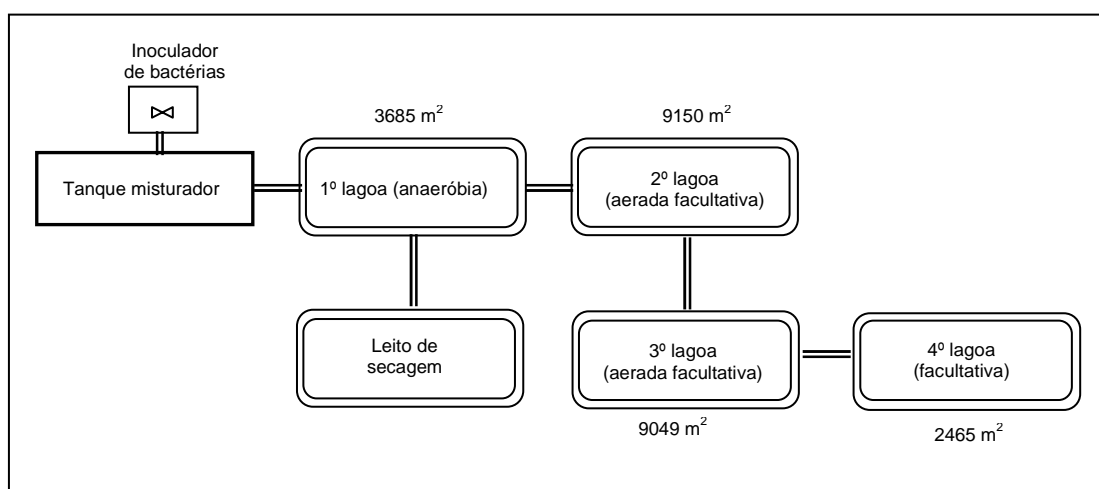 Inoculador
de bactérias
3685 m²
9150 m²
Tanque misturador
1º lagoa (anaeróbia)
2º lagoa
(aerada facultativa)
Leito de
secagem
3º lagoa
(aerada facultativa)
4º lagoa
(facultativa)
9049 m²
2465 m²